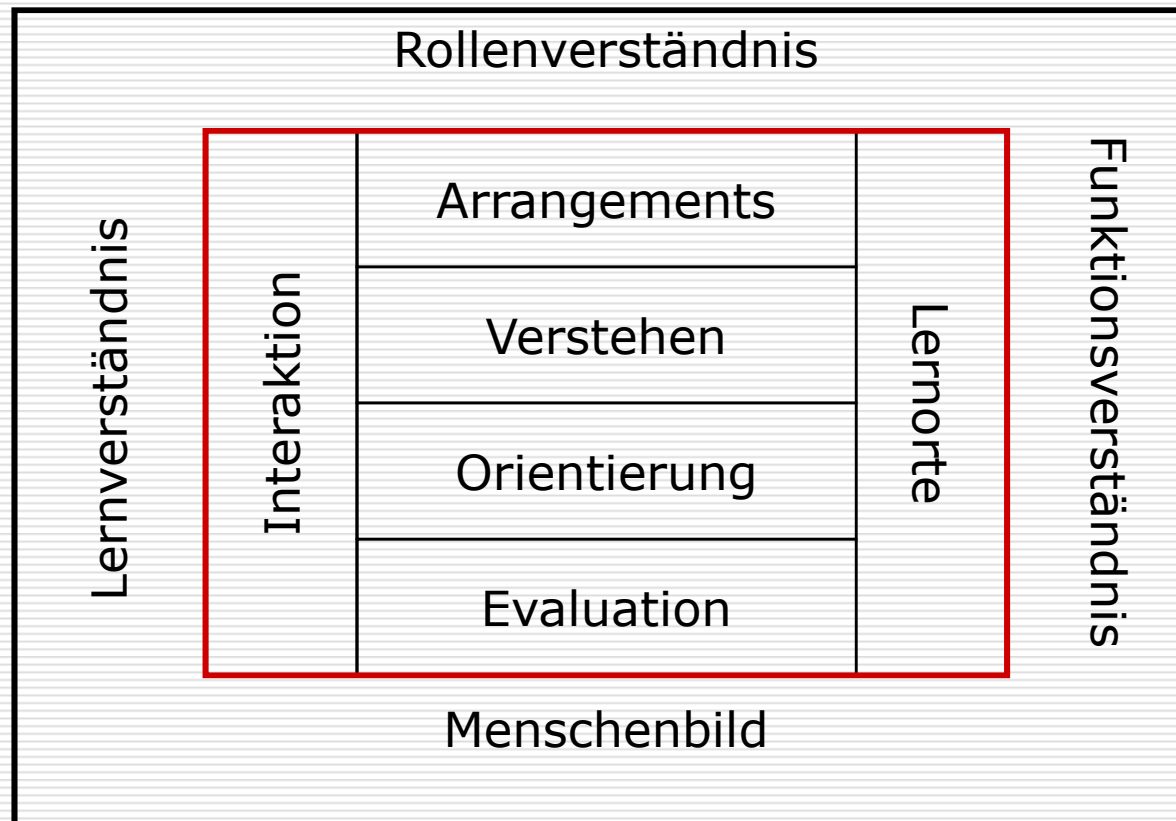 Rollenverständnis
Lernverständnis
Interaktion
Arrangements
Verstehen
Orientierung
Evaluation
Lernorte
Funktionsverständnis
Menschenbild